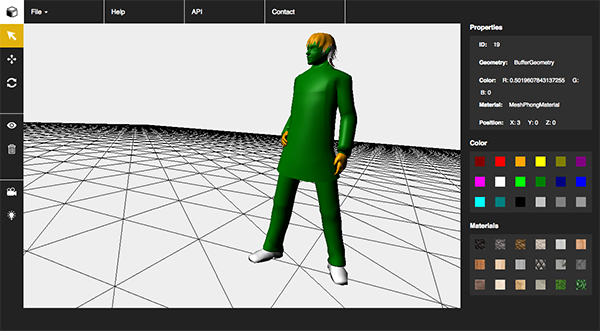 File
Help
API
Contact
Properties
ID: 19
Geometry: BufferGeometry
Color: R: 0.5019607843137255 G:
B: 0
Material: MeshPhongMaterial
Position: X: 3 Y: 0 Z: 0
Color
Materials